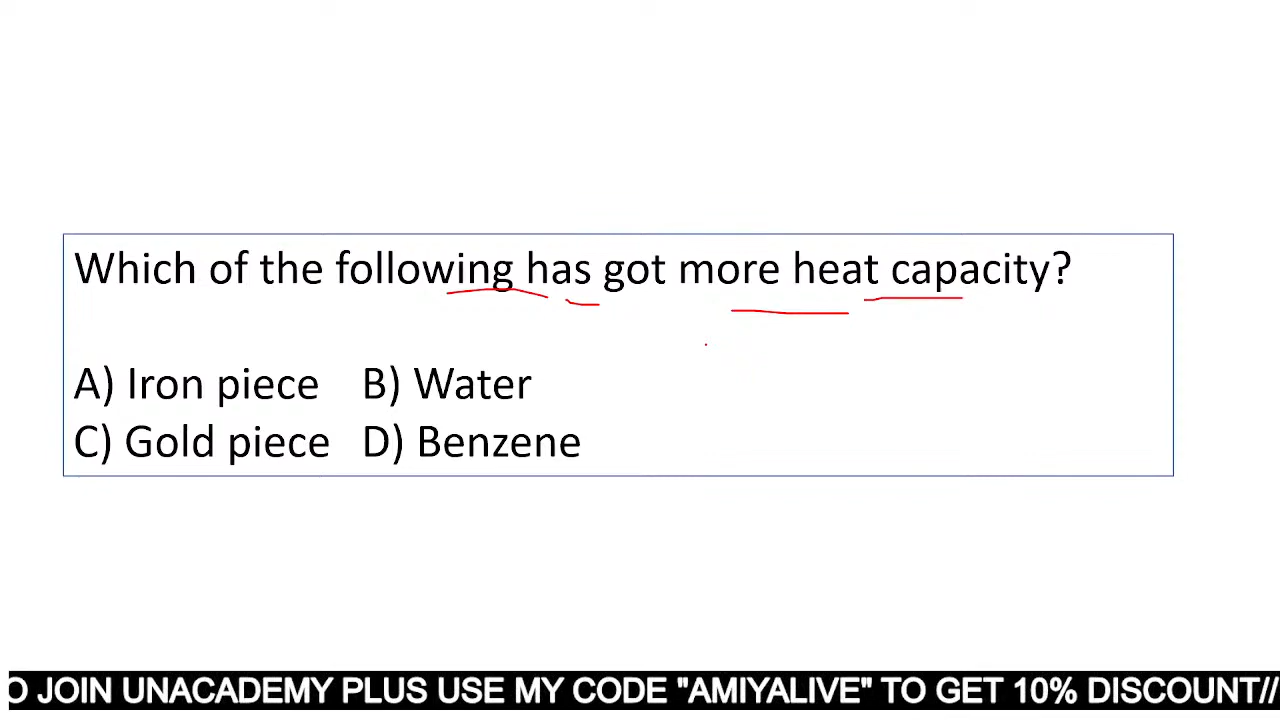 Which of the following has got more heat capacity?
A) Iron piece B) Water
C) Gold piece D) Benzene
O JOIN UNACADEMY PLUS USE MY CODE "AMIYALIVE" TO GET 10% DISCOUNT//